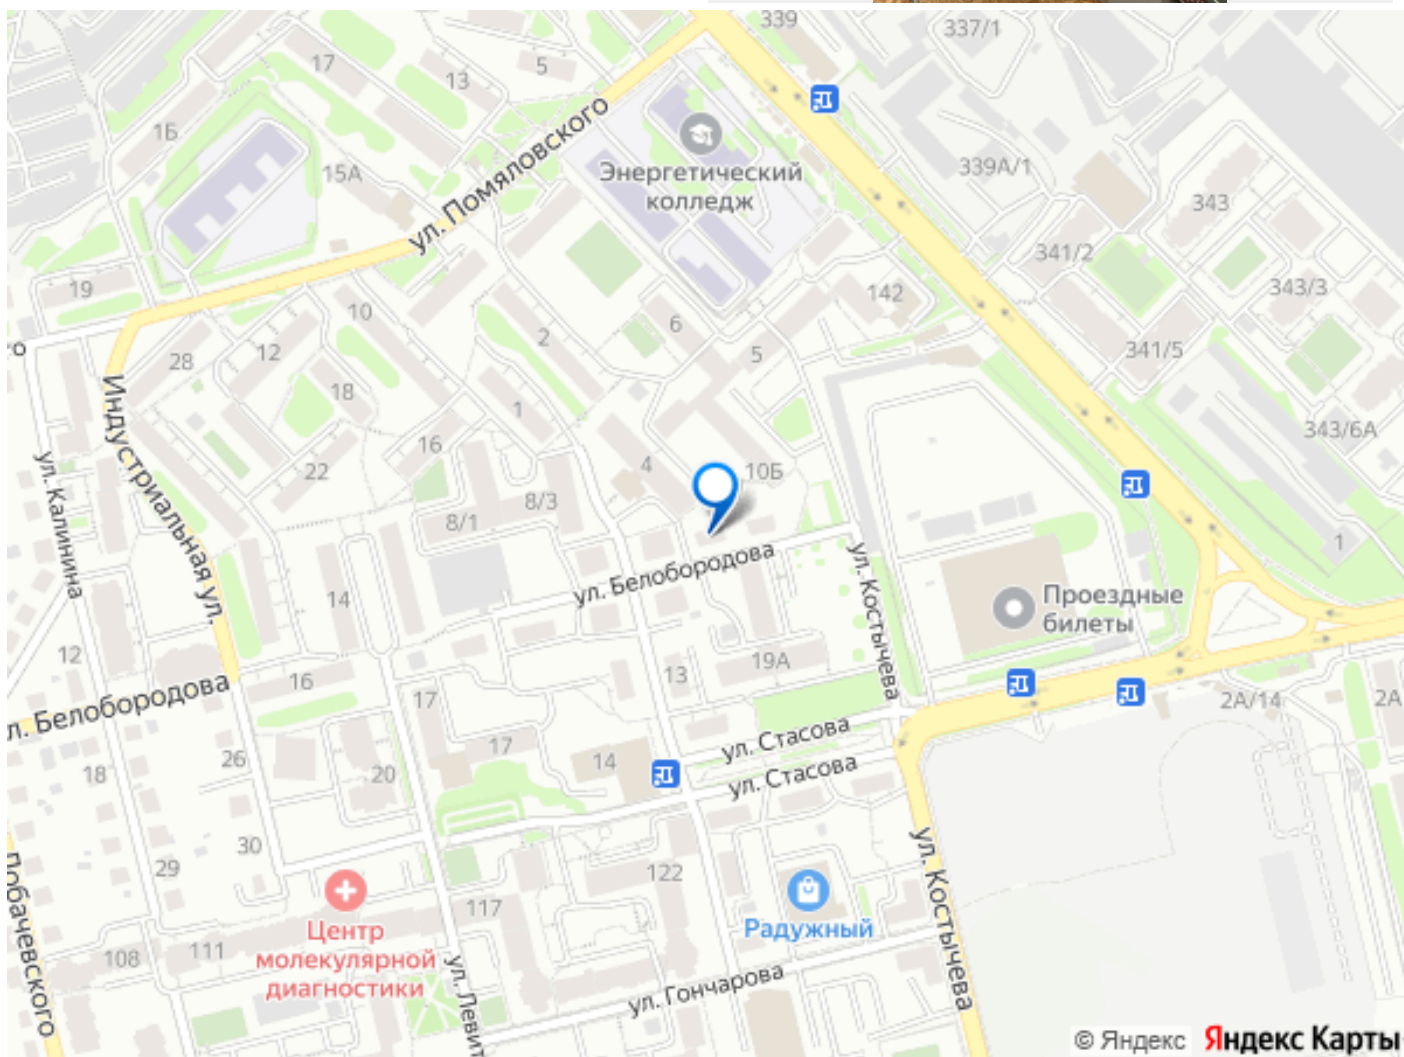 339
337/1
17
13
5
1Б
15А
ул. Помяловского
Энергетический
колледж
339А/1
343
341/2
343/3
19
10
142
28
12
2
6
5
341/5
о
18
1
16
343/6А
Индустриальная ул.
22
4
10Б
8/3
8/1
ул. Калинина
ул. Белобородова
ул. Костычева
1
Проездные
билеты
14
12
13
19А
16
17
л. Белобородова
2А/14
2А
18
26
20
17
14
ул. Стасова
ул. Стасова
30
29
122
ул. Костычева
Лобачевского
117
Центр
молекулярной
диагностики
Радужный
108
111
ул. Левит
ул. Гончарова
© Яндекс Яндекс Карты